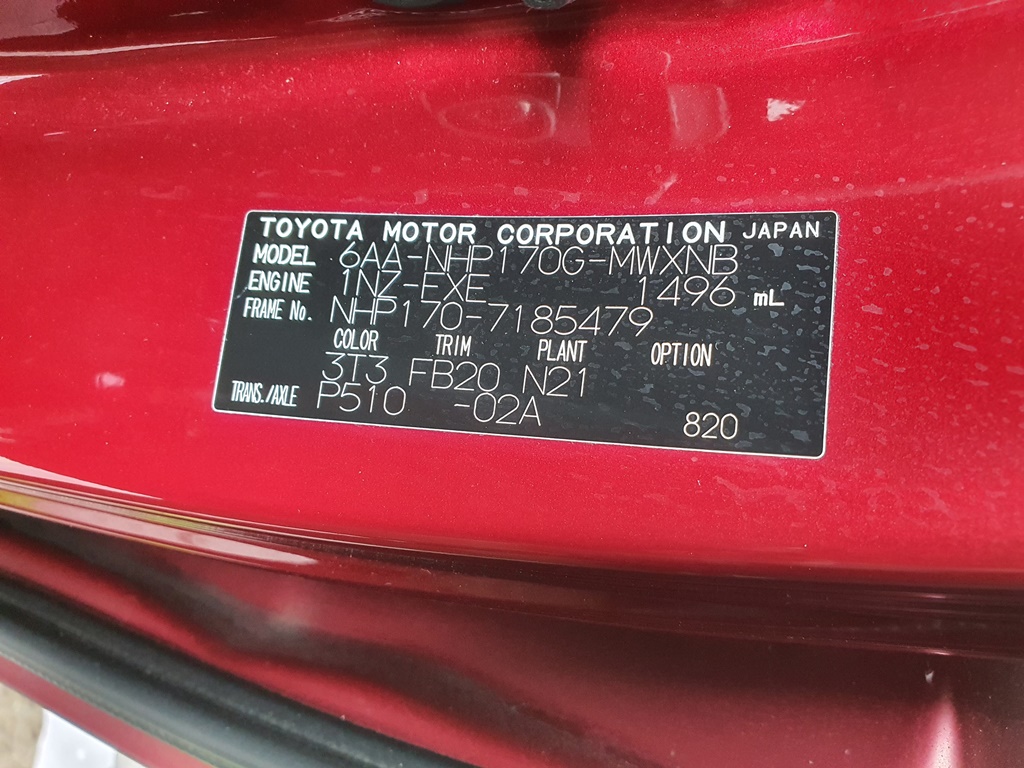 TOYOTA MOTOR CORPORATION JAPAN
MODEL 6AA-NHP170G-MWXNB
ENGINE 1NZ-FXE 1496 mL
FRAME No. NHP170-7185479
COLOR TRIM PLANT OPTION
3T3 FB20 N21
TRANS./AXLE P510 -02A 820